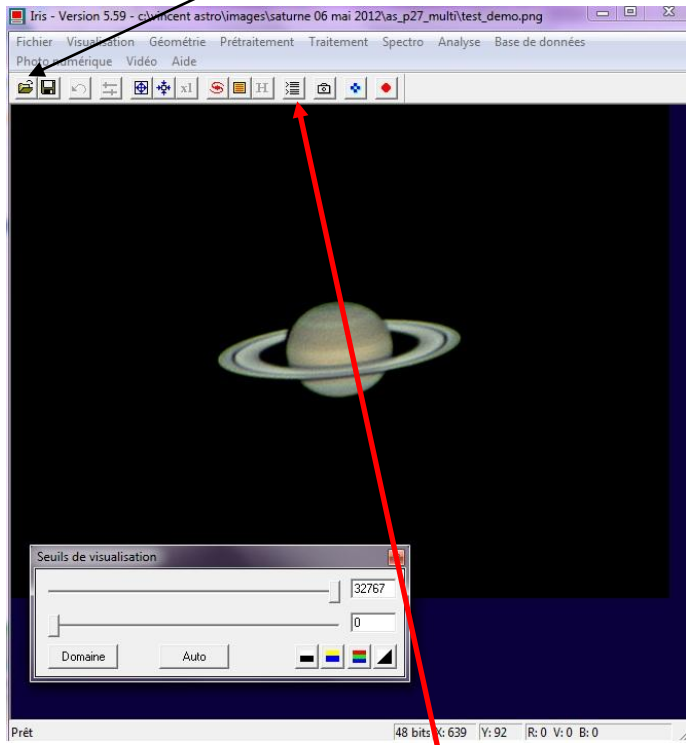 Iris - Version 5.59 - c:\vincent astro\images\saturne 06 mai 2012\as_p27_multi\test_demo.png
Fichier Visualisation Géométrie Prétraitement Traitement Spectro Analyse Base de données
Photo numérique Vidéo Aide
x1 H
Seuils de visualisation
32767
0
Domaine Auto
Prêt 48 bits X: 639 Y: 92 R: 0 V: 0 B: 0